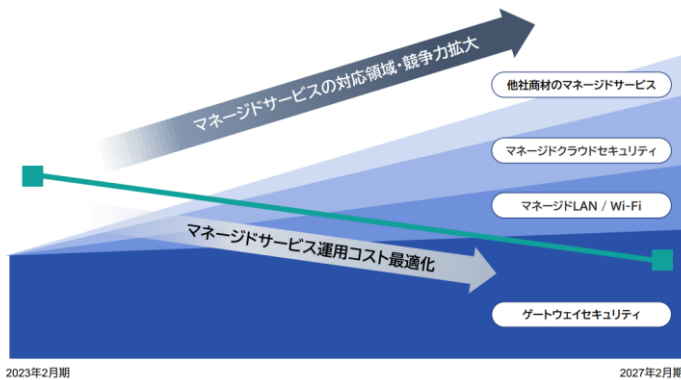 マネージドサービスの対応領域・競争力拡大
他社商材のマネージドサービス
マネージドクラウドセキュリティ
マネージドLAN / Wi-Fi
マネージドサービス運用コスト最適化
ゲートウェイセキュリティ
2023年2月期
2027年2月期